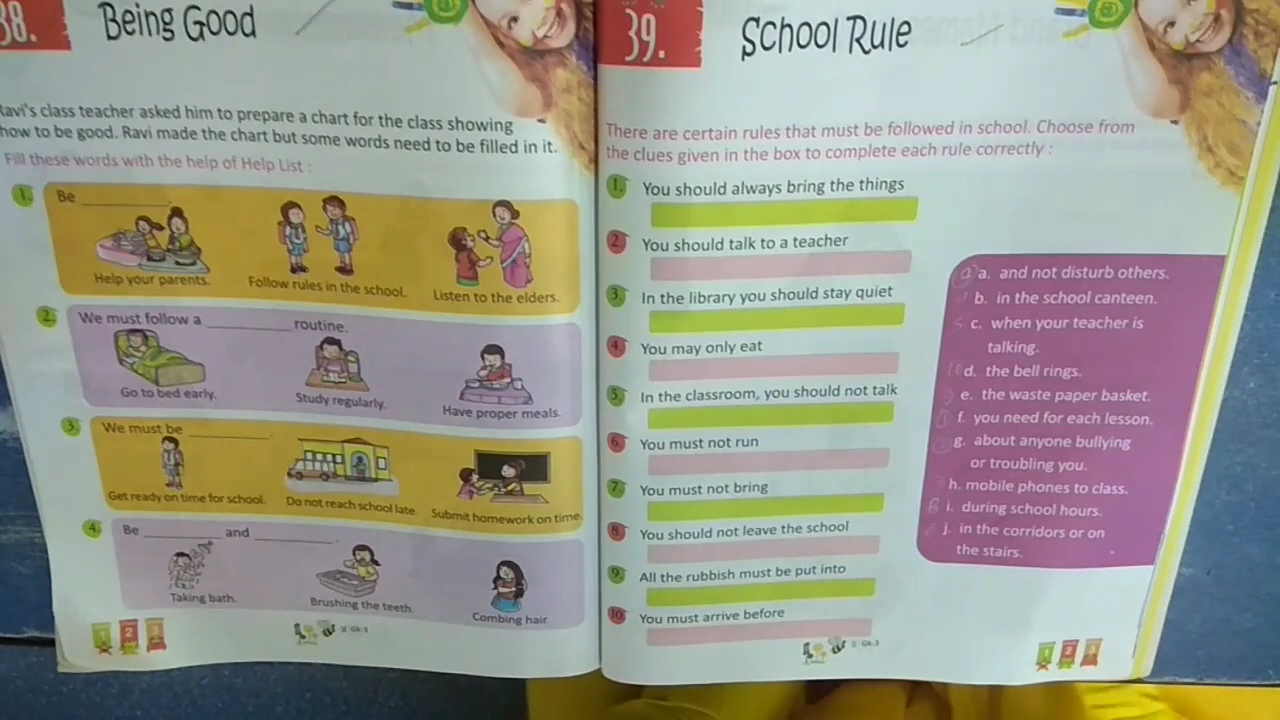 38.
Being Good
Ravi's class teacher asked him to prepare a chart for the class showing
how to be good. Ravi made the chart but some words need to be filled in it.
Fill these words with the help of Help List :
1. Be __________.
Help your parents.
Follow rules in the school.
Listen to the elders.
2. We must follow a __________ routine.
Go to bed early.
Study regularly.
Have proper meals.
3. We must be __________.
Get ready on time for school.
Do not reach school late.
Submit homework on time.
4. Be __________ and __________.
Taking bath.
Brushing the teeth.
Combing hair.
1 2 3
39.
School Rule
There are certain rules that must be followed in school. Choose from
the clues given in the box to complete each rule correctly :
1. You should always bring the things
2. You should talk to a teacher
3. In the library you should stay quiet
4. You may only eat
5. In the classroom, you should not talk
6. You must not run
7. You must not bring
8. You should not leave the school
9. All the rubbish must be put into
10. You must arrive before
a. and not disturb others.
b. in the school canteen.
c. when your teacher is
talking.
d. the bell rings.
e. the waste paper basket.
f. you need for each lesson.
g. about anyone bullying
or troubling you.
h. mobile phones to class.
i. during school hours.
j. in the corridors or on
the stairs.
1 2 3